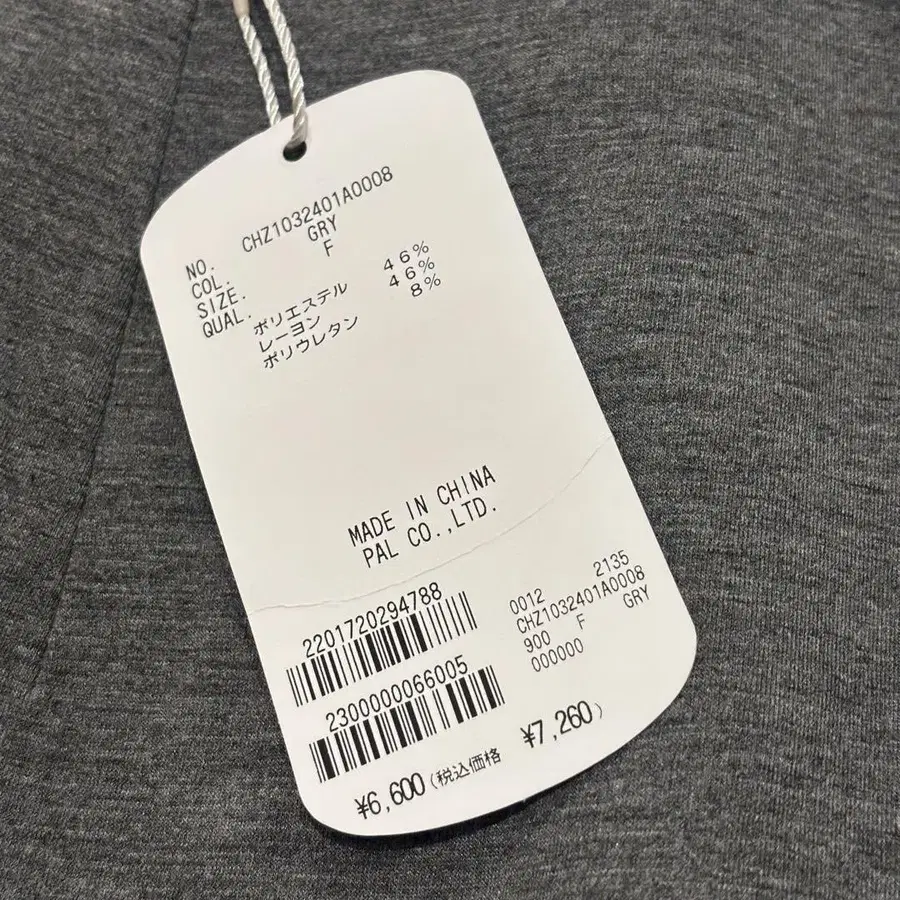 NO. CHZ1032401A0008
COL. GRY
SIZE. F
QUAL. ポリエステル 46%
レーヨン 46%
ポリウレタン 8%
MADE IN CHINA
PAL CO.,LTD.
2201720294788
2300000066005
0012 2135
CHZ1032401A0008
900 F GRY
000000
¥6,600(税込価格 ¥7,260)